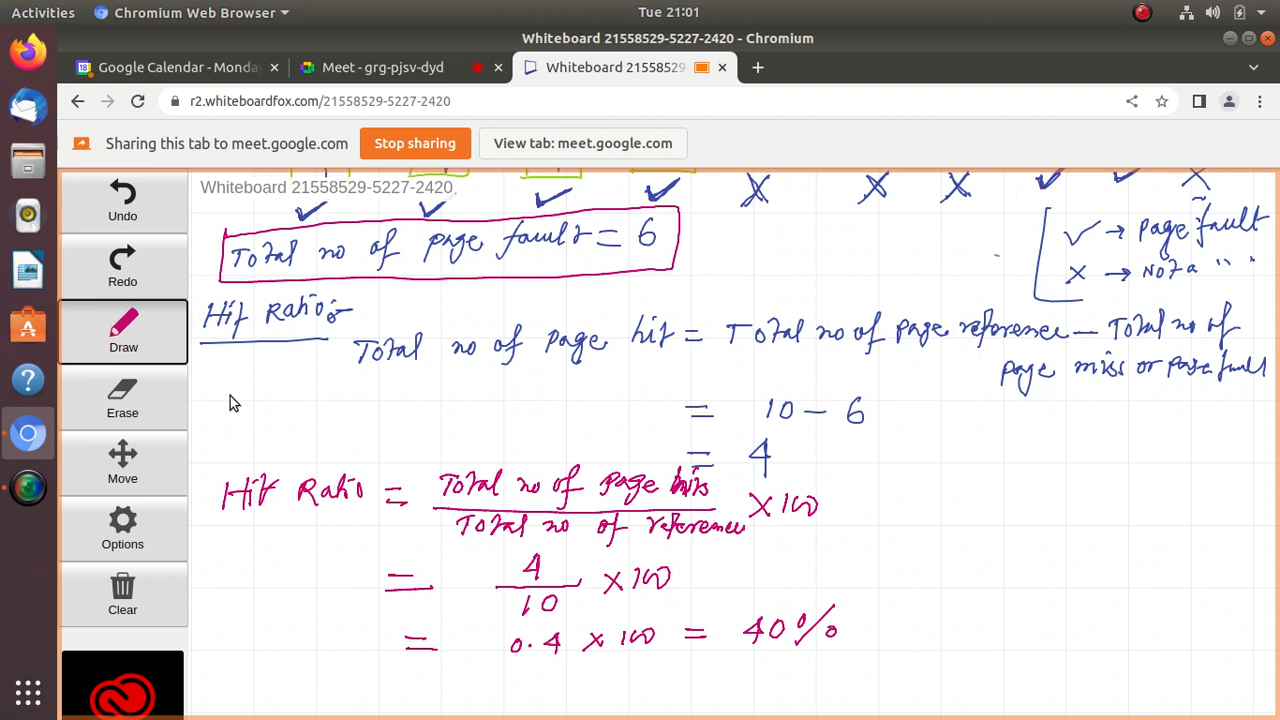 Activities Chromium Web Browser Tue 21:01
Whiteboard 21558529-5227-2420 - Chromium
Google Calendar - Monday Meet - grg-pjsv-dyd Whiteboard 21558529-5227-2420
r2.whiteboardfox.com/21558529-5227-2420
Sharing this tab to meet.google.com Stop sharing View tab: meet.google.com
Whiteboard 21558529-5227-2420
Undo
Redo
Draw
Erase
Move
Options
Clear
✓ ✓ ✓ ✓ X X X ✓ ✓ X
Total no of page fault = 6
✓ → page fault
X → Not a " "
Hit Ratio:-
Total no of page hit = Total no of page reference - Total no of
page miss or page fault
= 10 - 6
= 4
Hit Ratio = Total no of page hits / Total no of reference X 100
= 4 / 10 X 100
= 0.4 X 100 = 40%